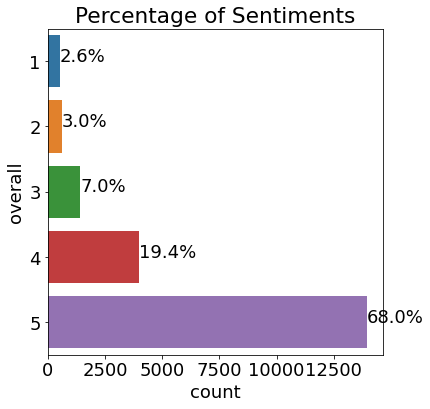 Percentage of Sentiments
1 2.6%
2 3.0%
3 7.0%
4 19.4%
5 68.0%
overall
0 2500 5000 7500 10000 12500
count